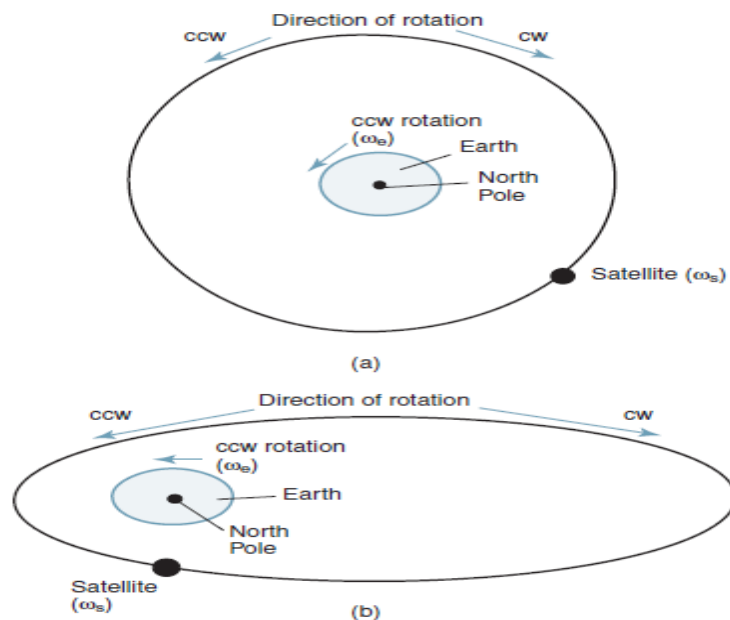 Direction of rotation
ccw
cw
ccw rotation
(ωe)
Earth
North
Pole
Satellite (ωs)
(a)
Direction of rotation
ccw
cw
ccw rotation
(ωe)
Earth
North
Pole
Satellite
(ωs)
(b)